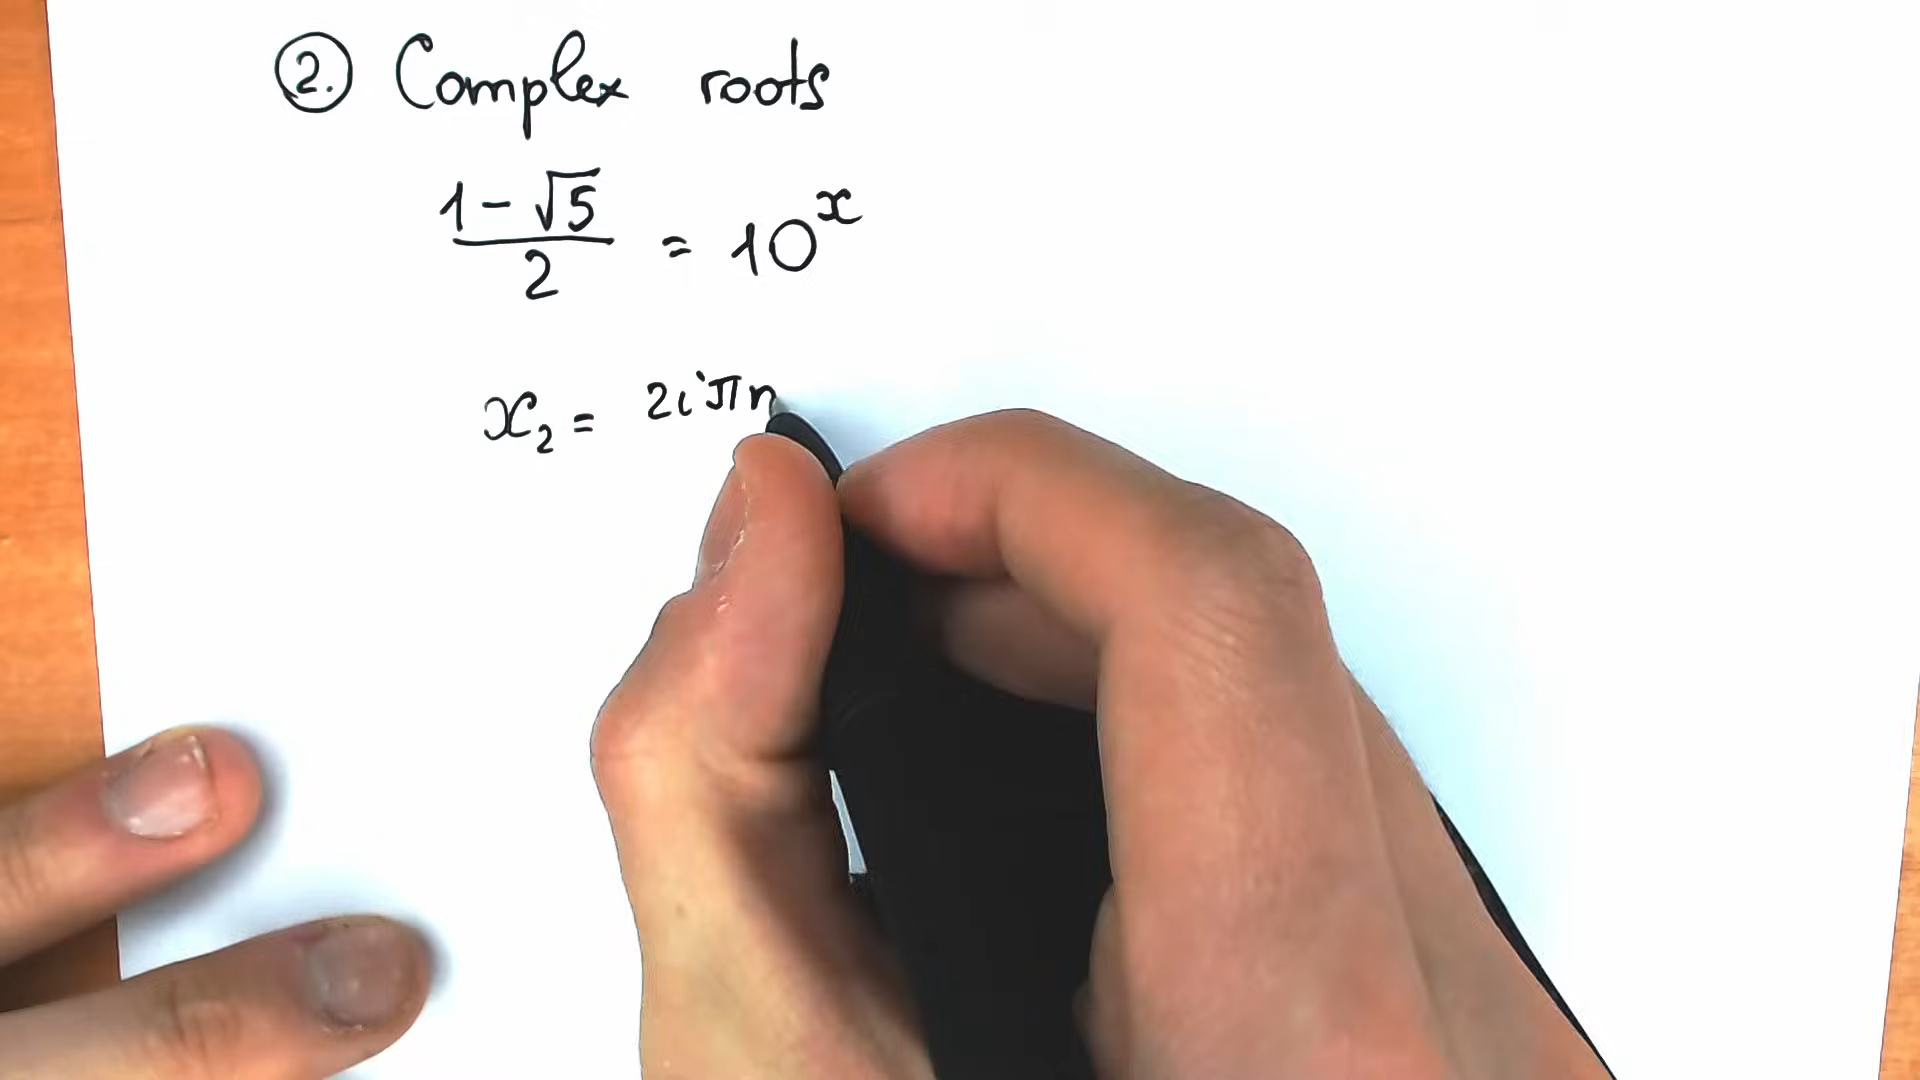 2. Complex roots
(1-√5)/2 = 10^x
x₂ = 2iπn